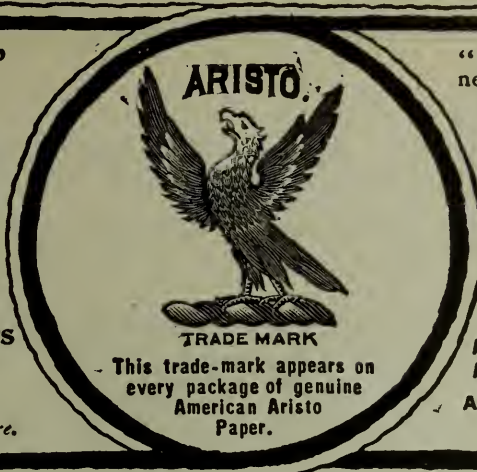 ARISTO
TRADE MARK
This trade-mark appears on
every package of genuine
American Aristo
Paper.